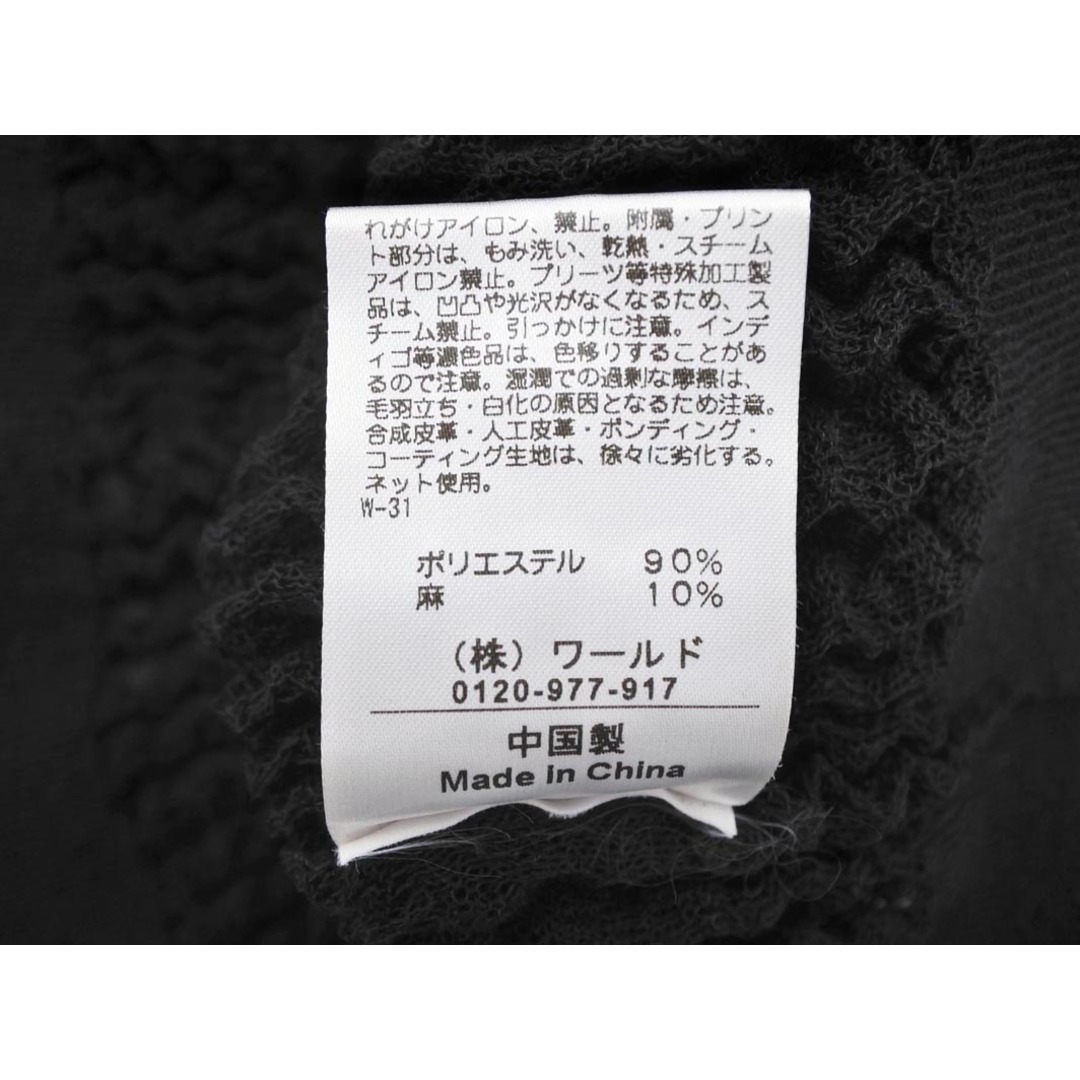 れがけアイロン、禁止。附属・プリン
ト部分は、もみ洗い、乾熱・スチーム
アイロン禁止。プリーツ等特殊加工製
品は、凹凸や光沢がなくなるため、ス
チーム禁止。引っかけに注意。インデ
ィゴ等濃色品は、色移りすることがあ
るので注意。湿潤での過剰な摩擦は、
毛羽立ち・白化の原因となるため注意。
合成皮革・人工皮革・ボンディング・
コーティング生地は、徐々に劣化する。
ネット使用。
W-31
ポリエステル 90%
麻 10%
（株）ワールド
0120-977-917
中国製
Made in China